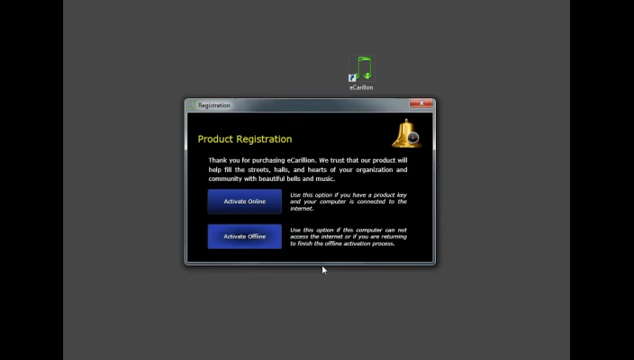 eCarillon
Registration
Product Registration
Thank you for purchasing eCarillon. We trust that our product will
help fill the streets, halls, and hearts of your organization and
community with beautiful bells and music.
Activate Online
Use this option if you have a product key
and your computer is connected to the
internet.
Activate Offline
Use this option if this computer can not
access the internet or if you are returning
to finish the offline activation process.